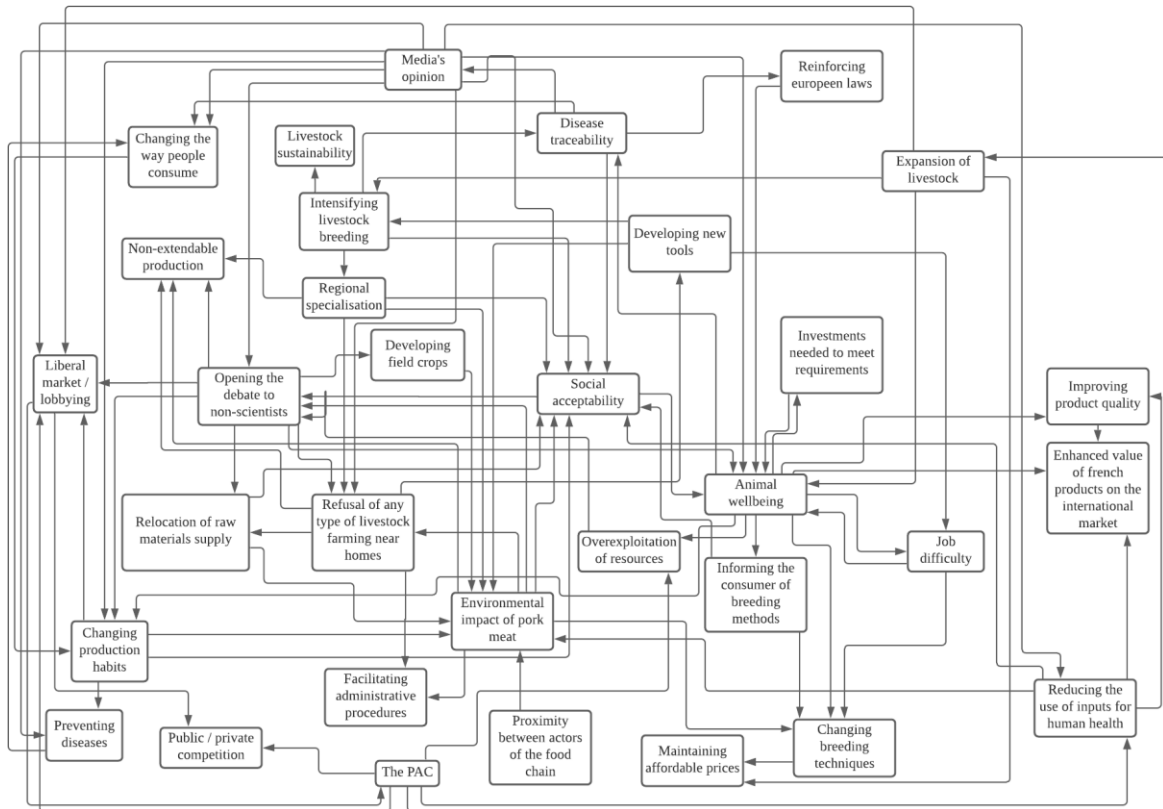 Media's
opinion
Reinforcing
europeen laws
Changing the
way people
consume
Livestock
sustainability
Disease
traceability
Expansion of
livestock
Intensifying
livestock
breeding
Developing new
tools
Non-extendable
production
Regional
specialisation
Developing
field crops
Investments
needed to meet
requirements
Liberal
market /
lobbying
Opening the
debate to
non-scientists
Social
acceptability
Improving
product quality
Enhanced value
of french
products on the
international
market
Animal
wellbeing
Relocation of raw
materials supply
Refusal of any
type of livestock
farming near
homes
Overexploitation
of resources
Job
difficulty
Informing the
consumer of
breeding
methods
Environmental
impact of pork
meat
Changing
production
habits
Facilitating
administrative
procedures
Reducing the
use of inputs for
human health
Preventing
diseases
Public / private
competition
Proximity
between actors
of the food
chain
Changing
breeding
techniques
Maintaining
affordable prices
The PAC